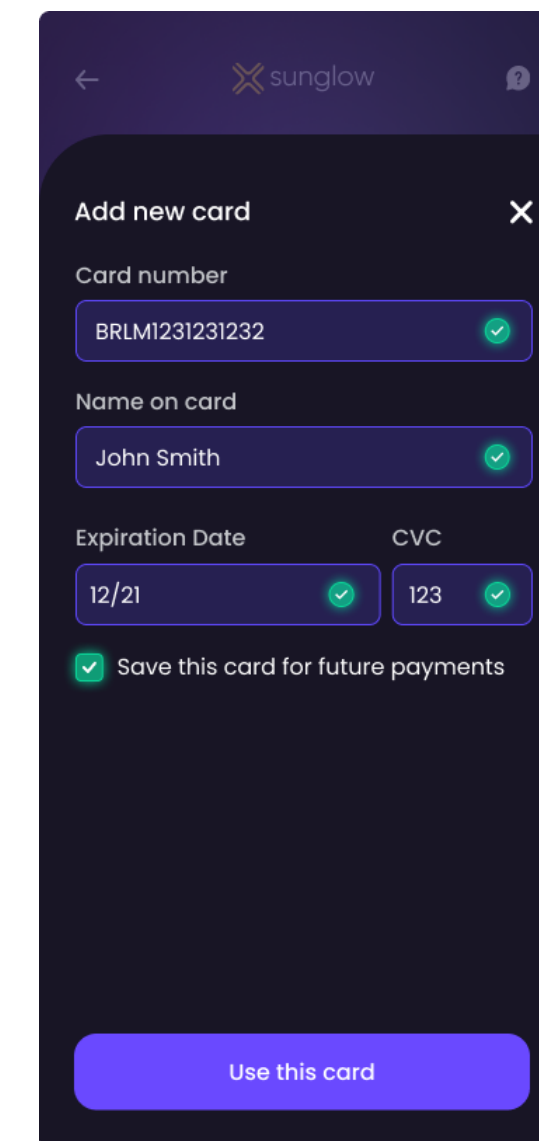 sunglow
Add new card
Card number
BRLM1231231232
Name on card
John Smith
Expiration Date CVC
12/21 123
Save this card for future payments
Use this card